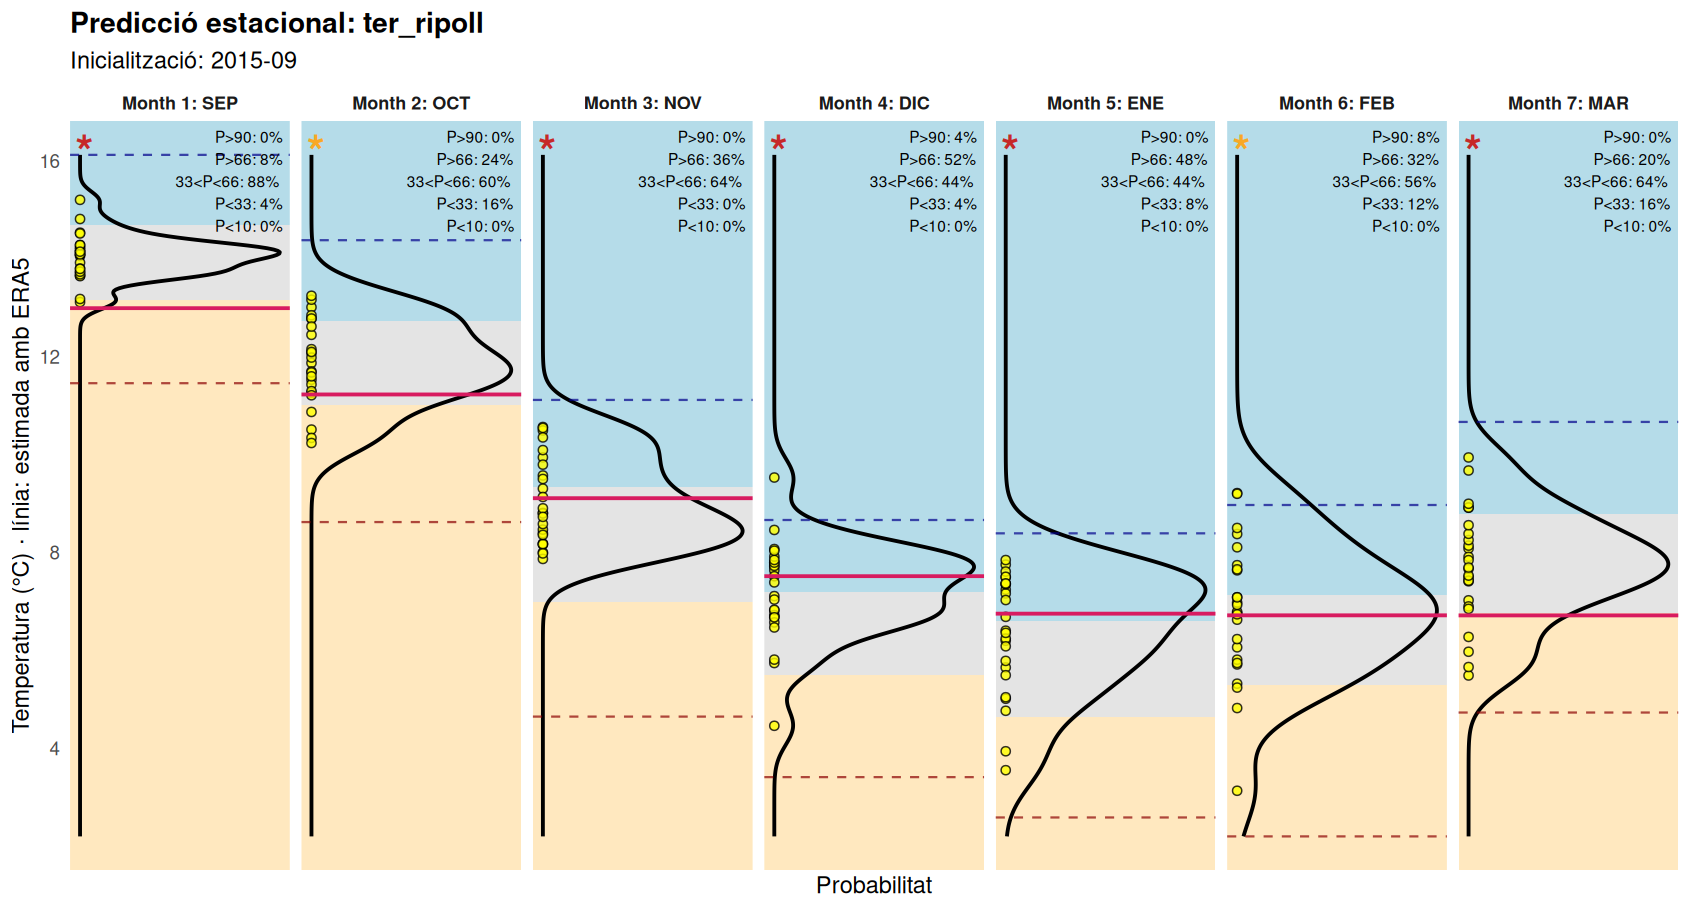 Predicció estacional: ter_ripoll
Inicialització: 2015-09
Month 1: SEP
Month 2: OCT
Month 3: NOV
Month 4: DIC
Month 5: ENE
Month 6: FEB
Month 7: MAR
P>90: 0%
P>66: 8%
33<P<66: 88%
P<33: 4%
P<10: 0%
P>90: 0%
P>66: 24%
33<P<66: 60%
P<33: 16%
P<10: 0%
P>90: 0%
P>66: 36%
33<P<66: 64%
P<33: 0%
P<10: 0%
P>90: 4%
P>66: 52%
33<P<66: 44%
P<33: 4%
P<10: 0%
P>90: 0%
P>66: 48%
33<P<66: 44%
P<33: 8%
P<10: 0%
P>90: 8%
P>66: 32%
33<P<66: 56%
P<33: 12%
P<10: 0%
P>90: 0%
P>66: 20%
33<P<66: 64%
P<33: 16%
P<10: 0%
16
12
8
4
Temperatura (°C) · línia: estimada amb ERA5
Probabilitat